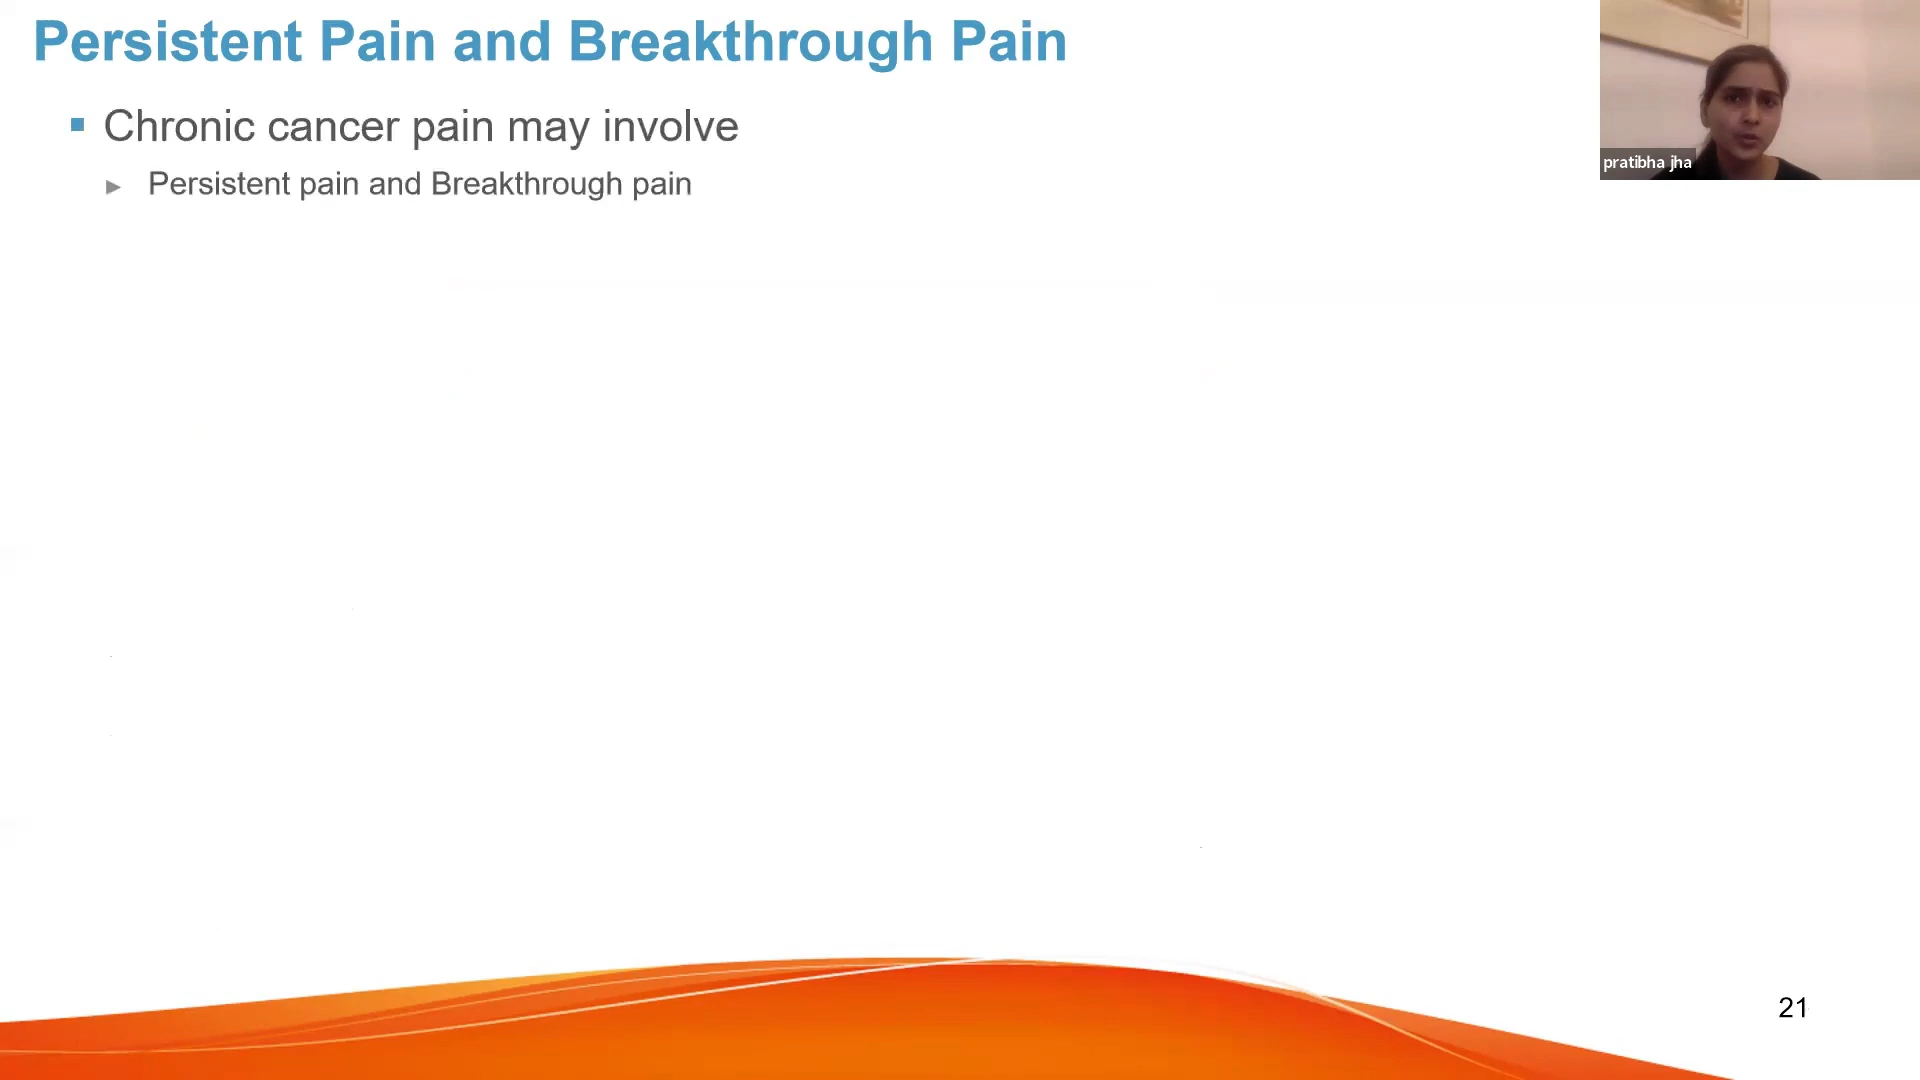 Persistent Pain and Breakthrough Pain
Chronic cancer pain may involve
Persistent pain and Breakthrough pain
pratibha jha
21